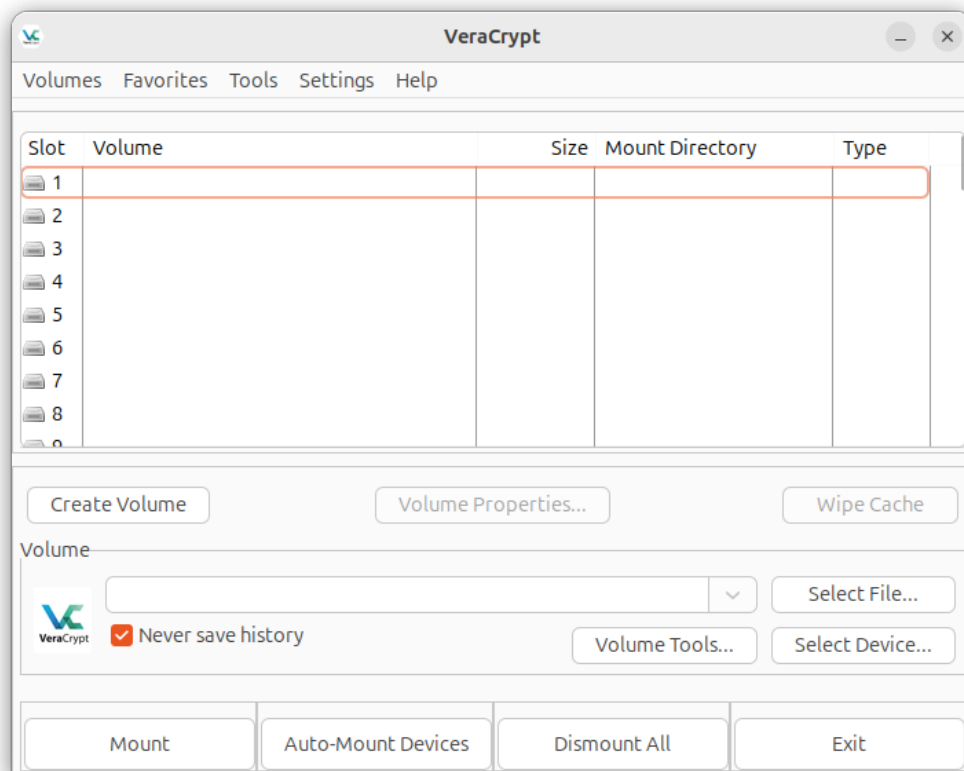 VeraCrypt
Volumes Favorites Tools Settings Help
Slot Volume Size Mount Directory Type
1
2
3
4
5
6
7
8
9
Create Volume Volume Properties... Wipe Cache
Volume
Select File...
VeraCrypt
Never save history
Volume Tools... Select Device...
Mount Auto-Mount Devices Dismount All Exit